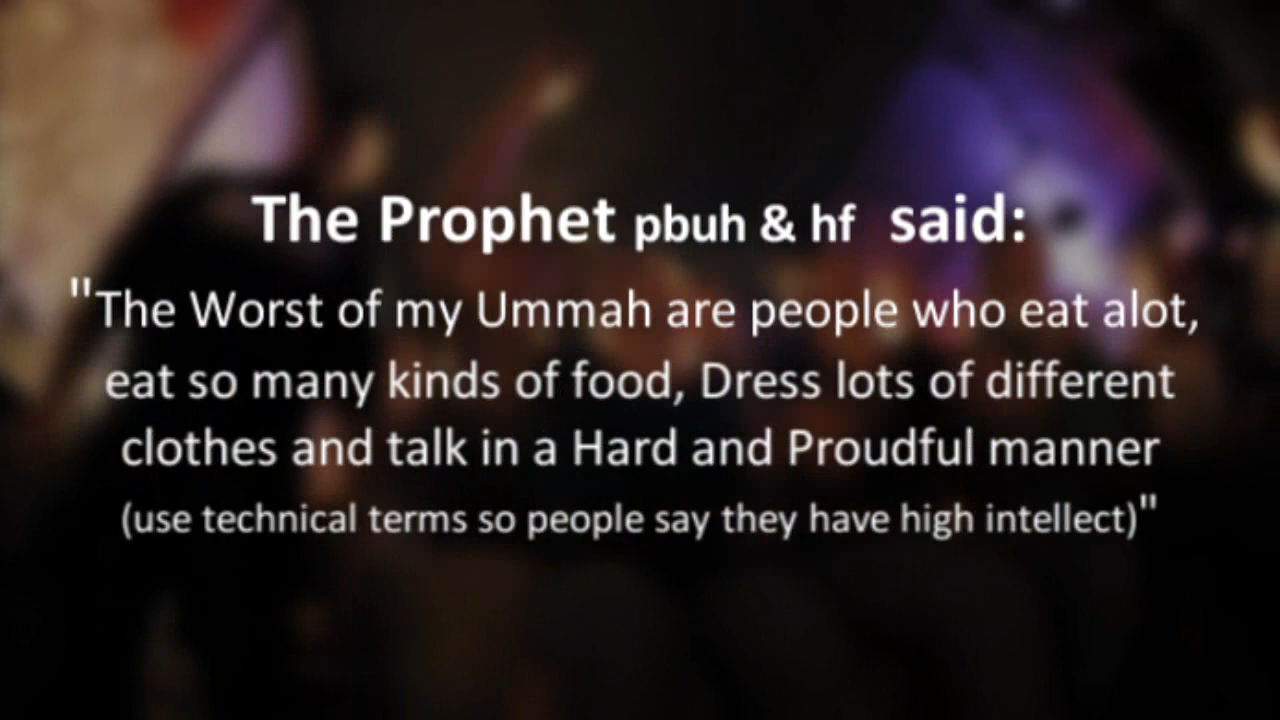 The Prophet pbuh & hf said:
"The Worst of my Ummah are people who eat alot,
eat so many kinds of food, Dress lots of different
clothes and talk in a Hard and Proudful manner
(use technical terms so people say they have high intellect)"